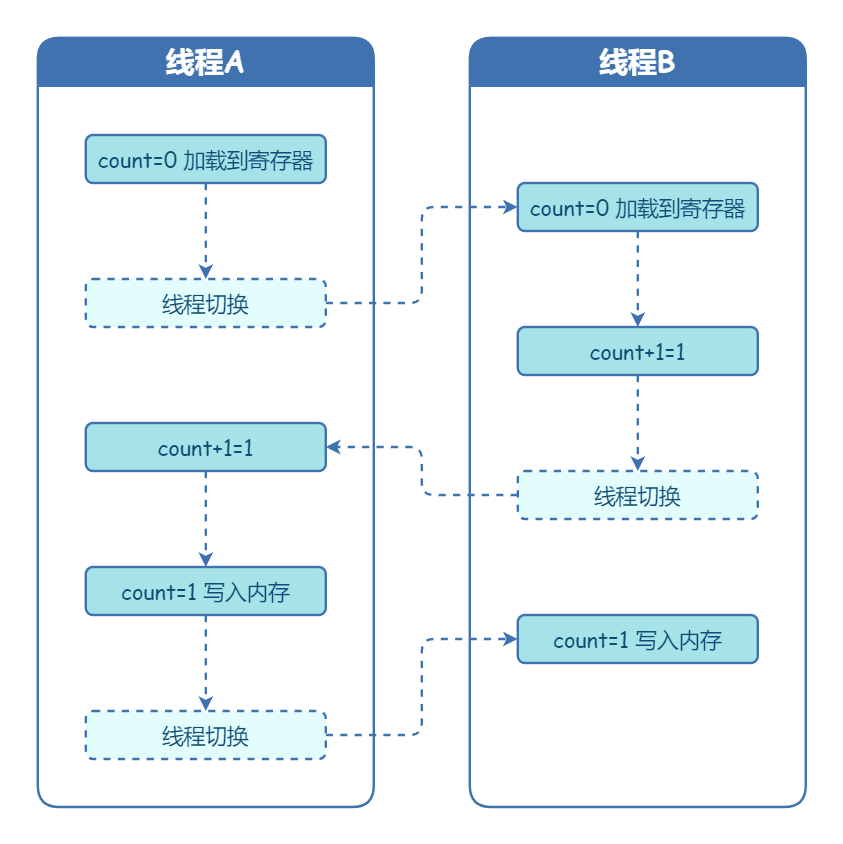 线程A
count=0 加载到寄存器
线程切换
count+1=1
count=1 写入内存
线程切换
线程B
count=0 加载到寄存器
count+1=1
线程切换
count=1 写入内存